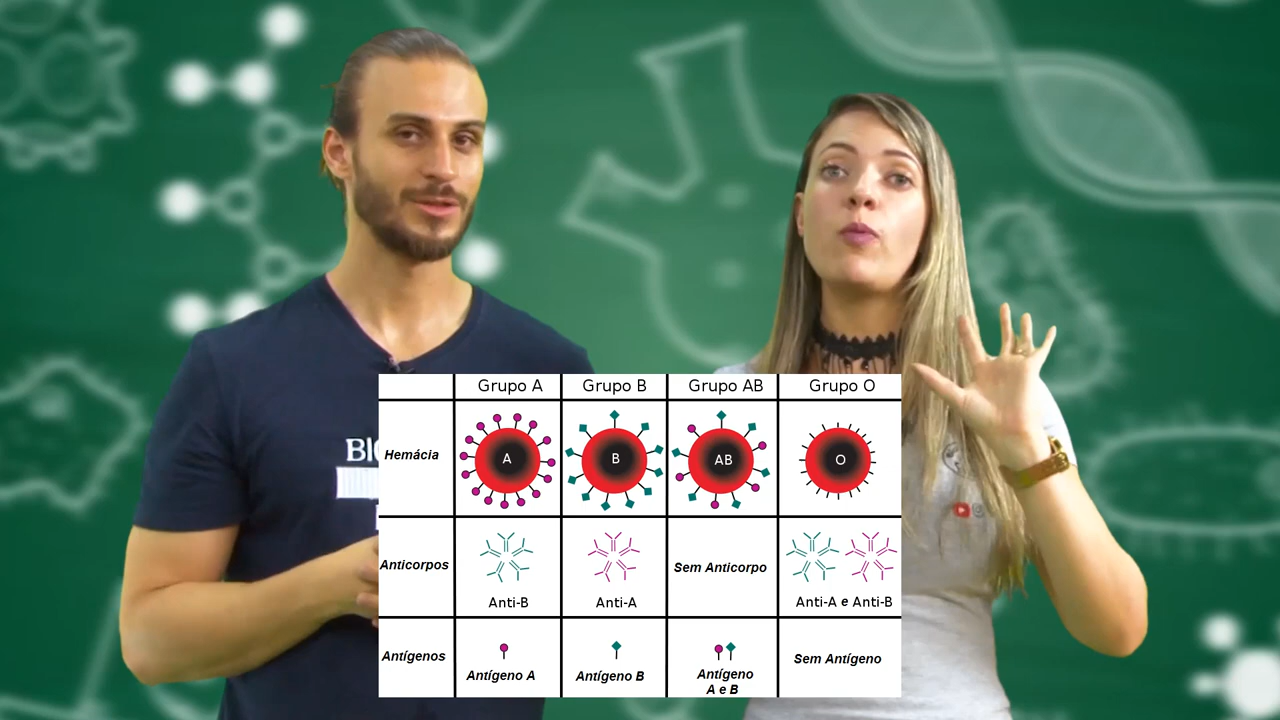 Grupo A Grupo B Grupo AB Grupo O
Hemácia A B AB O
Anticorpos Anti-B Anti-A Sem Anticorpo Anti-A e Anti-B
Antígenos Antígeno A Antígeno B Antígeno Sem Antígeno
A e B